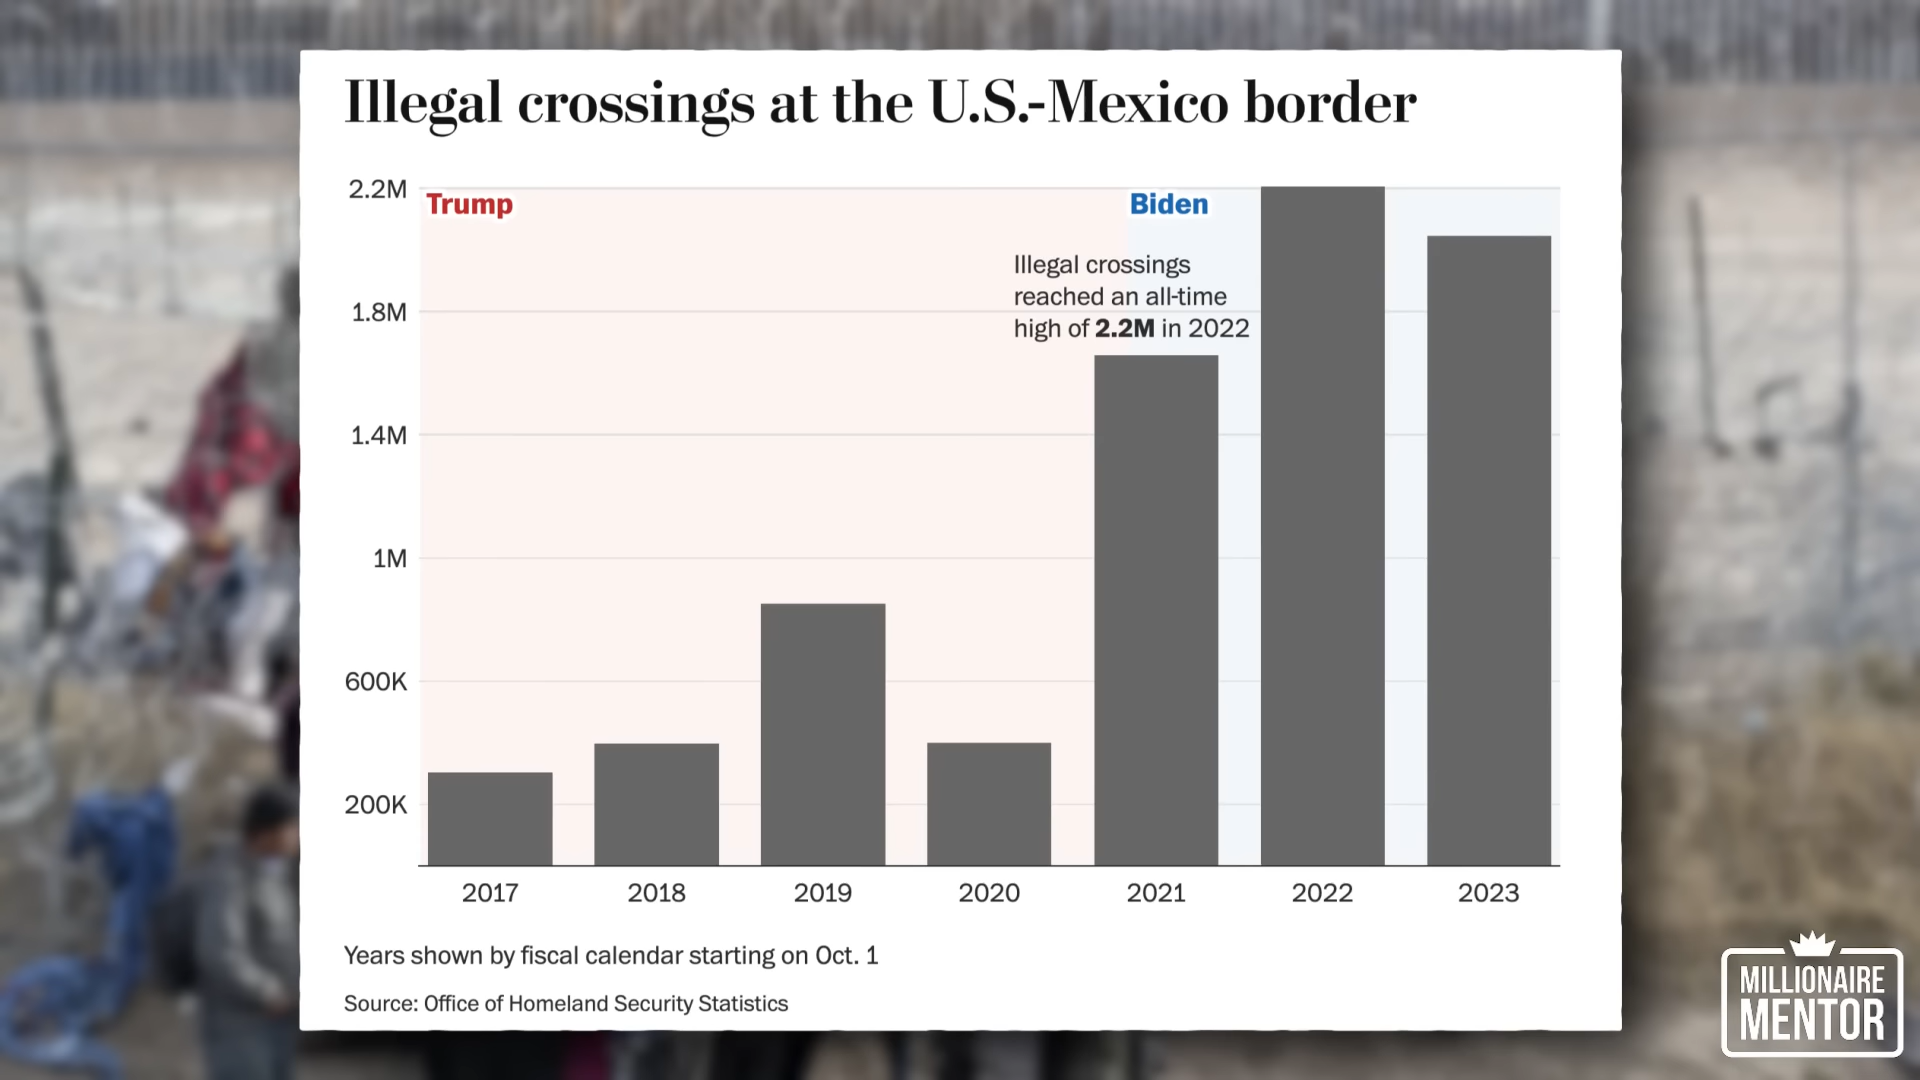 Illegal crossings at the U.S.-Mexico border
2.2M
Trump
Biden
Illegal crossings
reached an all-time
high of 2.2M in 2022
1.8M
1.4M
1M
600K
200K
2017 2018 2019 2020 2021 2022 2023
Years shown by fiscal calendar starting on Oct. 1
Source: Office of Homeland Security Statistics
MILLIONAIRE
MENTOR